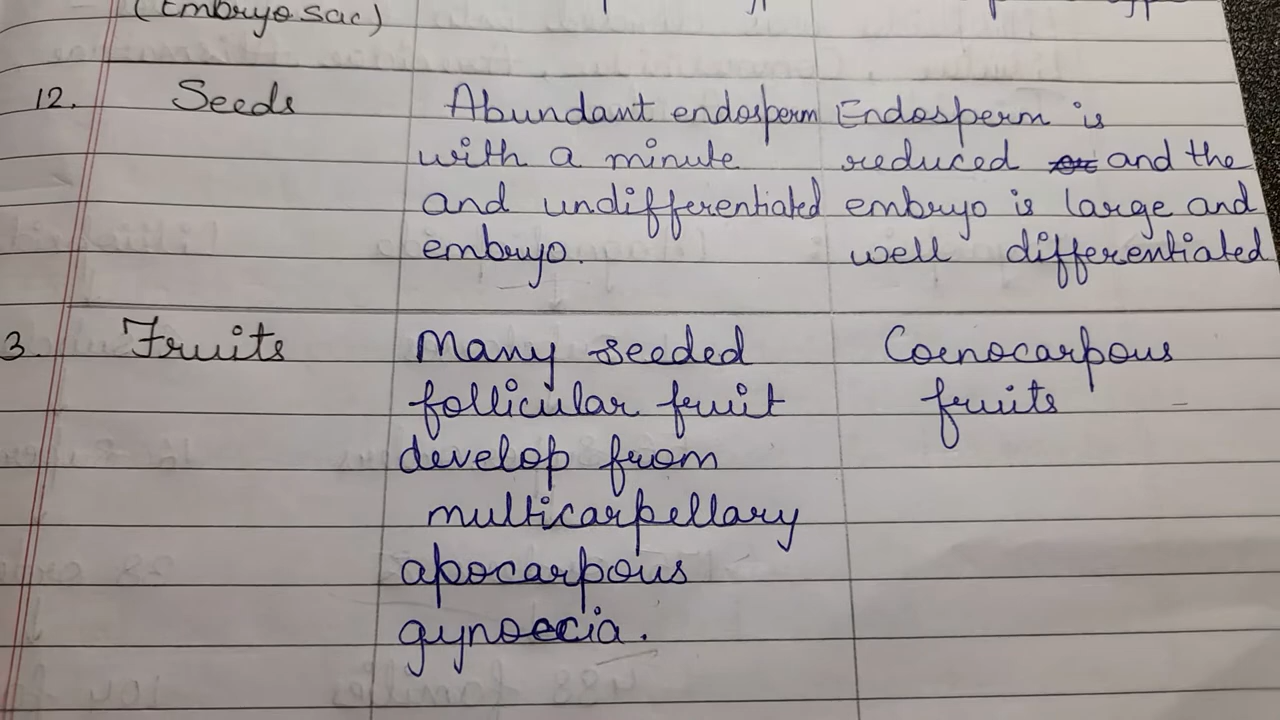 (Embryo sac)
12. Seeds Abundant endosperm Endosperm is
with a minute reduced and the
and undifferentiated embryo is large and
embryo. well differentiated
3. Fruits Many seeded Coenocarpous
follicular fruit fruits
develop from
multicarpellary
apocarpous
gynoecia.